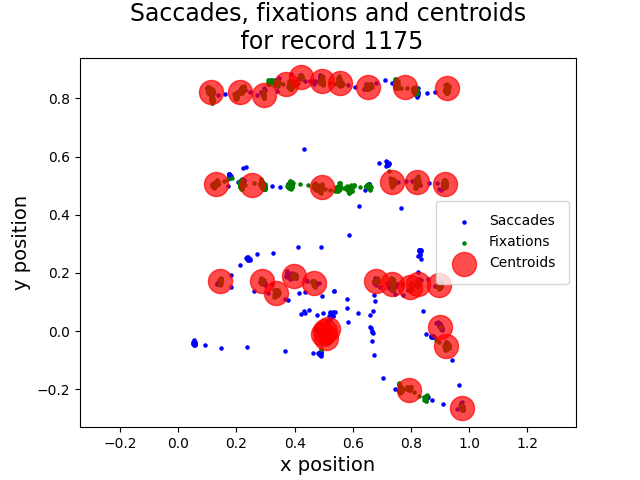 Saccades, fixations and centroids
for record 1175
y position
0.8
0.6
0.4
0.2
0.0
−0.2
Saccades
Fixations
Centroids
−0.2 0.0 0.2 0.4 0.6 0.8 1.0 1.2
x position